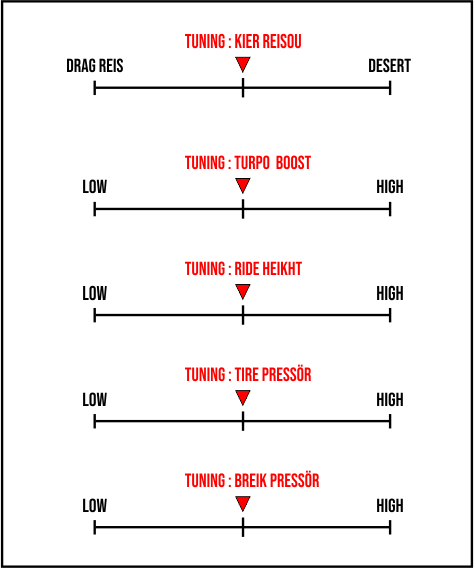 TUNING : KIER REISOU
DRAG REIS DESERT
TUNING : TURPO BOOST
LOW HIGH
TUNING : RIDE HEIKHT
LOW HIGH
TUNING : TIRE PRESSÖR
LOW HIGH
TUNING : BREIK PRESSÖR
LOW HIGH